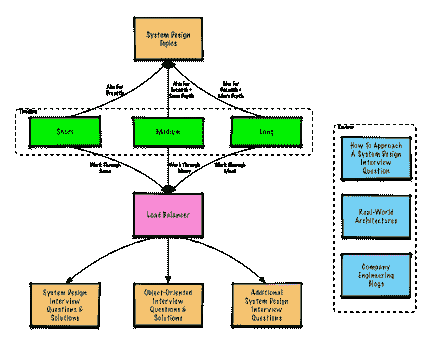 System Design
Topics
Aim for
Breadth
Aim for
Breadth +
Some Depth
Aim for
Breadth +
More Depth
Timeline
Short
Medium
Long
Work Through
Some
Work Through
Many
Work Through
Most
Load Balancer
System Design
Interview
Questions &
Solutions
Object-Oriented
Interview
Questions &
Solutions
Additional
System Design
Interview
Questions
Review
How To Approach
A System Design
Interview
Question
Real-World
Architectures
Company
Engineering
Blogs